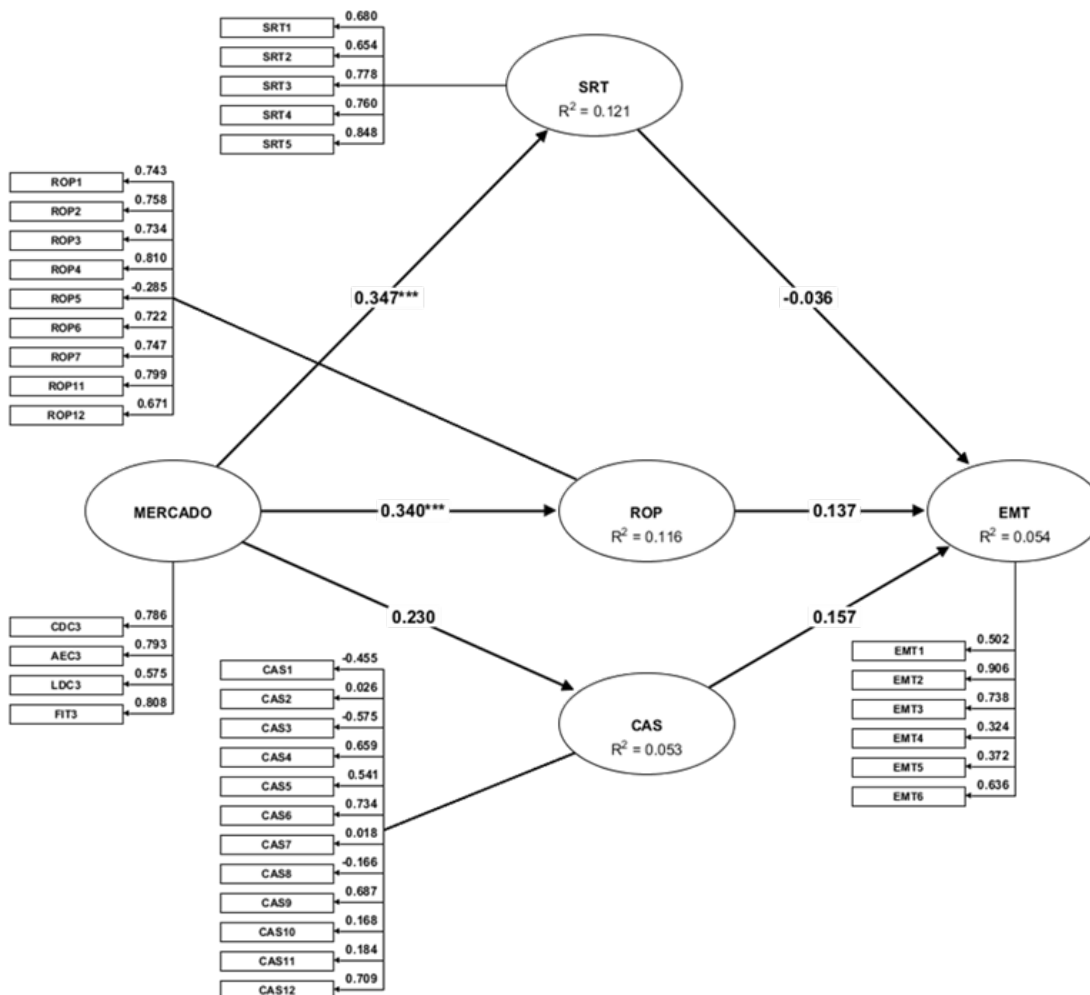 0.680
SRT1
0.654
SRT2
0.778
SRT3
0.760
SRT4
0.848
SRT5
SRT
R² = 0.121
0.743
ROP1
0.758
ROP2
0.734
ROP3
0.810
ROP4
-0.285
ROP5
0.722
ROP6
0.747
ROP7
0.799
ROP11
0.671
ROP12
0.347***
-0.036
MERCADO
0.340***
ROP
R² = 0.116
0.137
EMT
R² = 0.054
0.230
0.157
0.786
CDC3
0.793
AEC3
0.575
LDC3
0.808
FIT3
-0.455
CAS1
0.026
CAS2
-0.575
CAS3
0.659
CAS4
0.541
CAS5
0.734
CAS6
0.018
CAS7
-0.166
CAS8
0.687
CAS9
0.168
CAS10
0.184
CAS11
0.709
CAS12
CAS
R² = 0.053
0.502
EMT1
0.906
EMT2
0.738
EMT3
0.324
EMT4
0.372
EMT5
0.636
EMT6